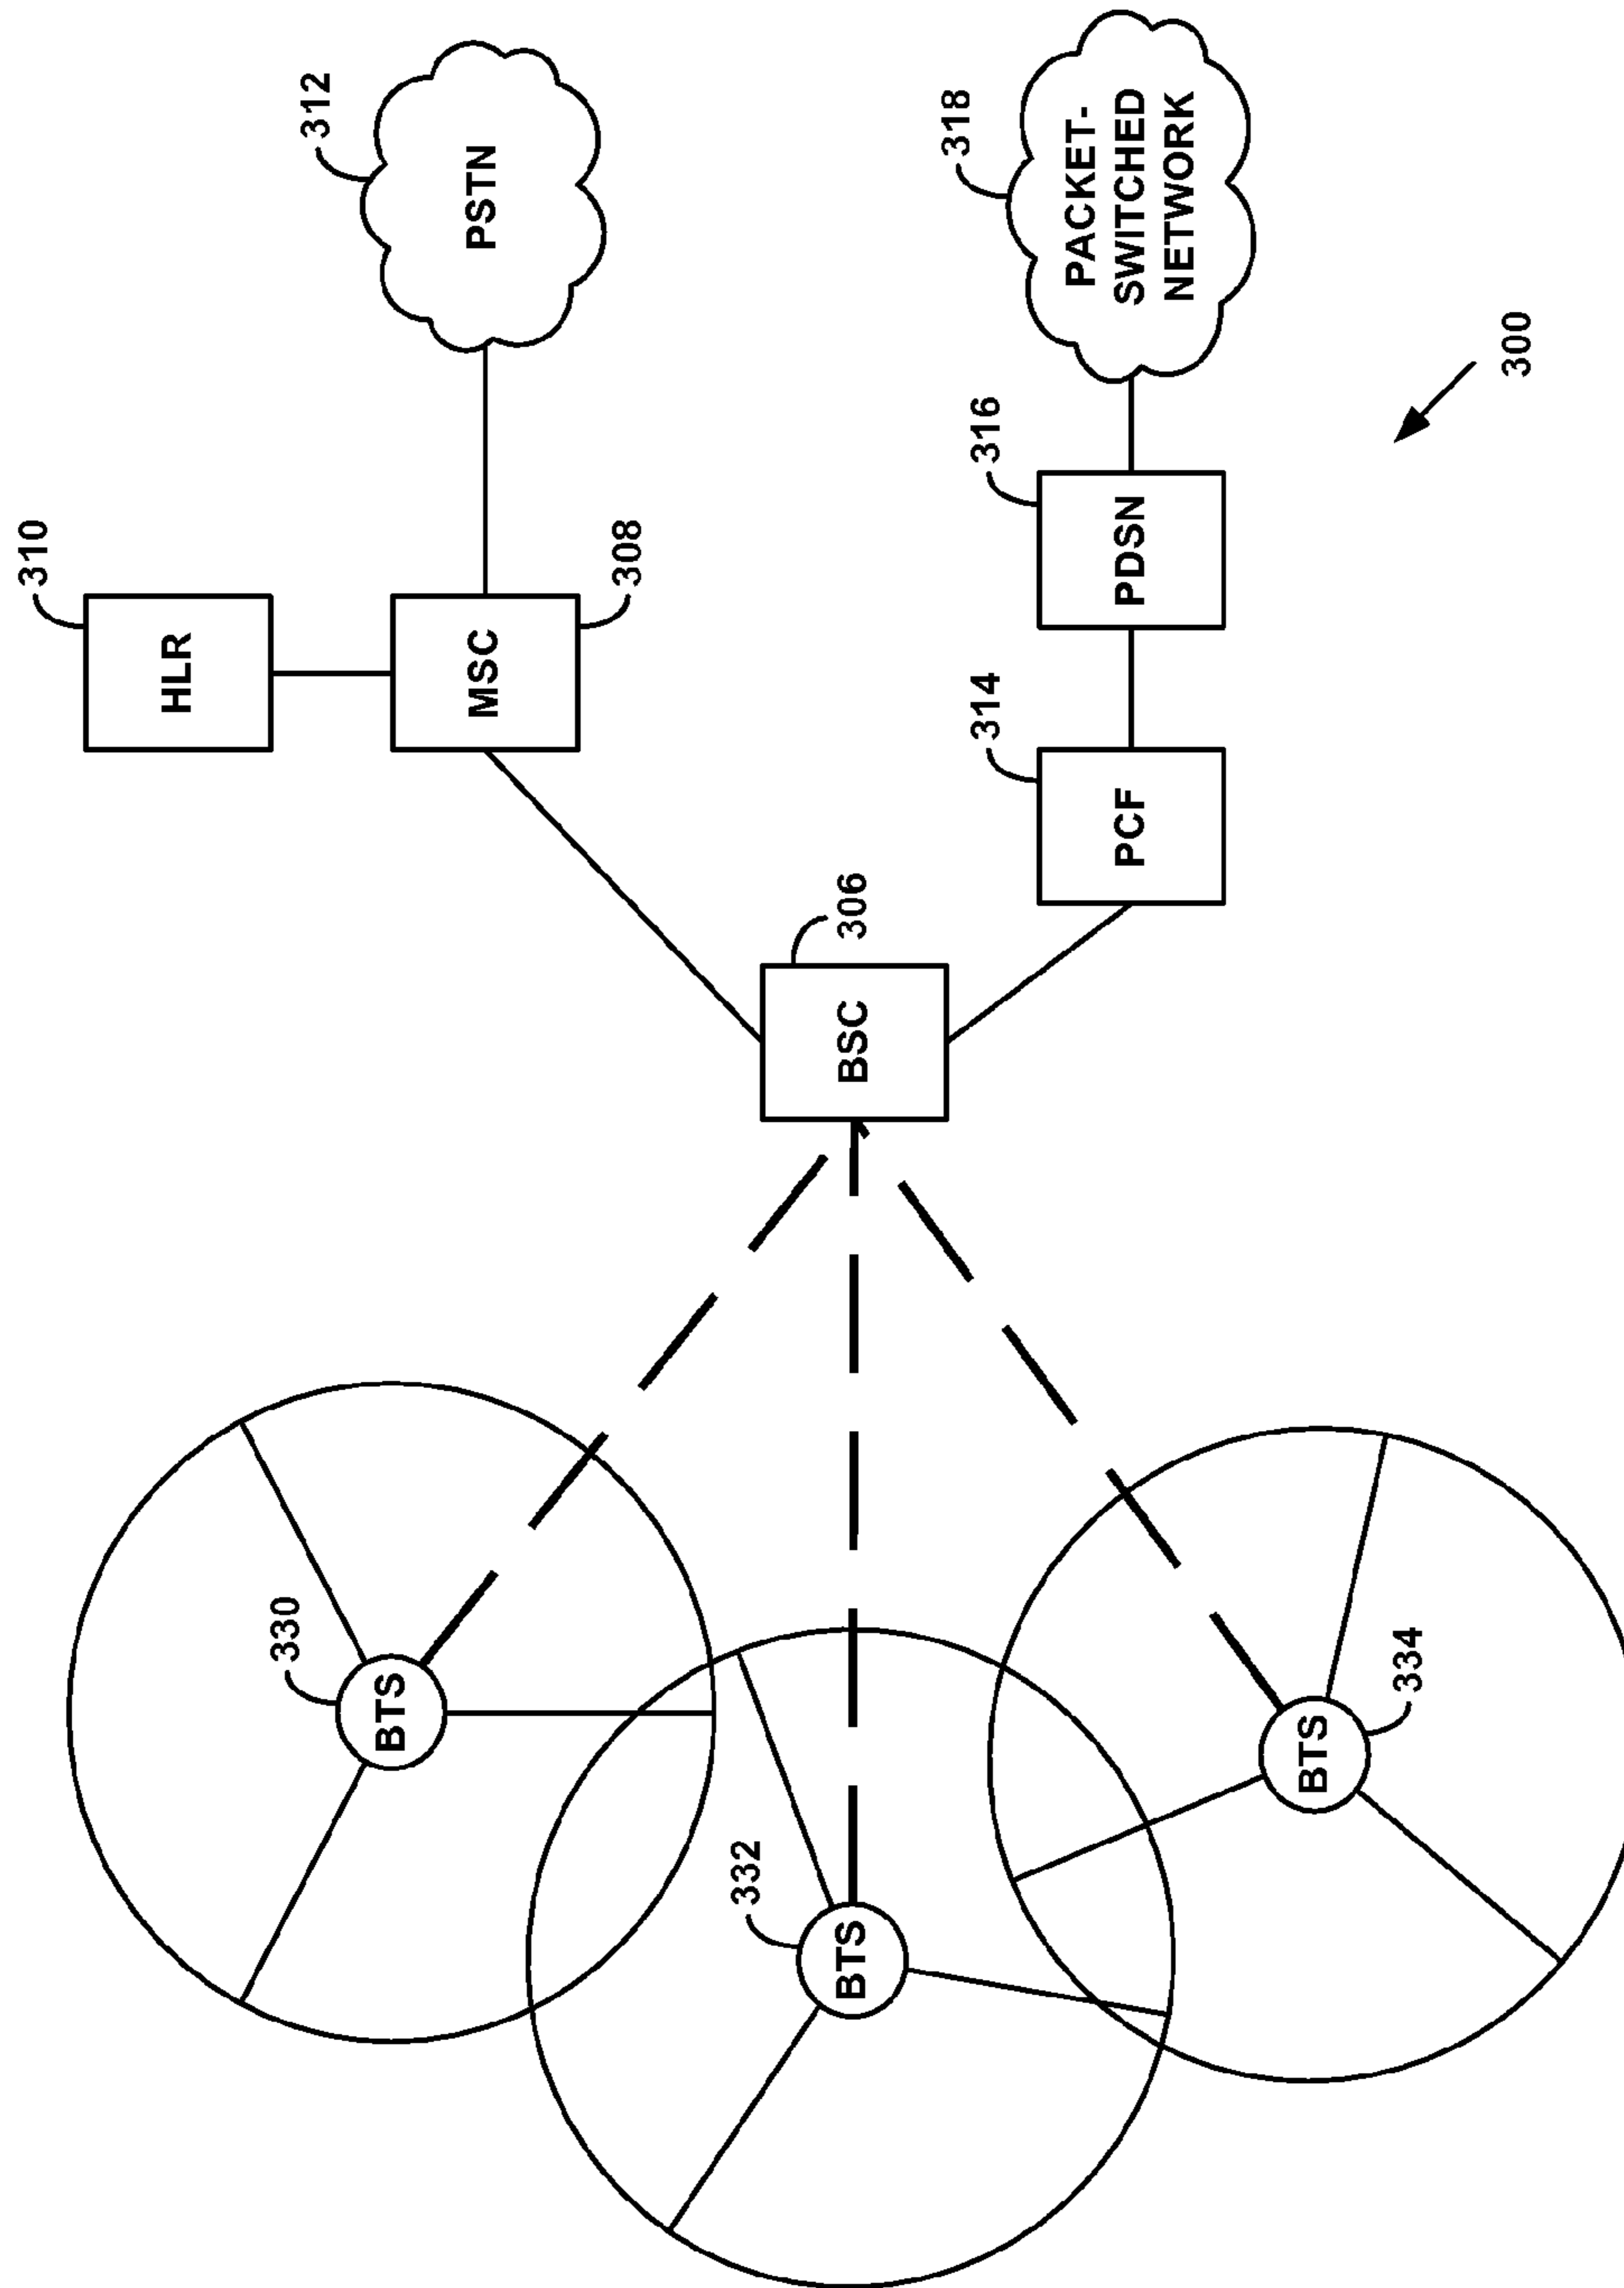 310
HLR
312
PSTN
MSC
308
330
BTS
306
BSC
332
BTS
314
PCF
316
PDSN
318
PACKET-
SWITCHED
NETWORK
334
BTS
300